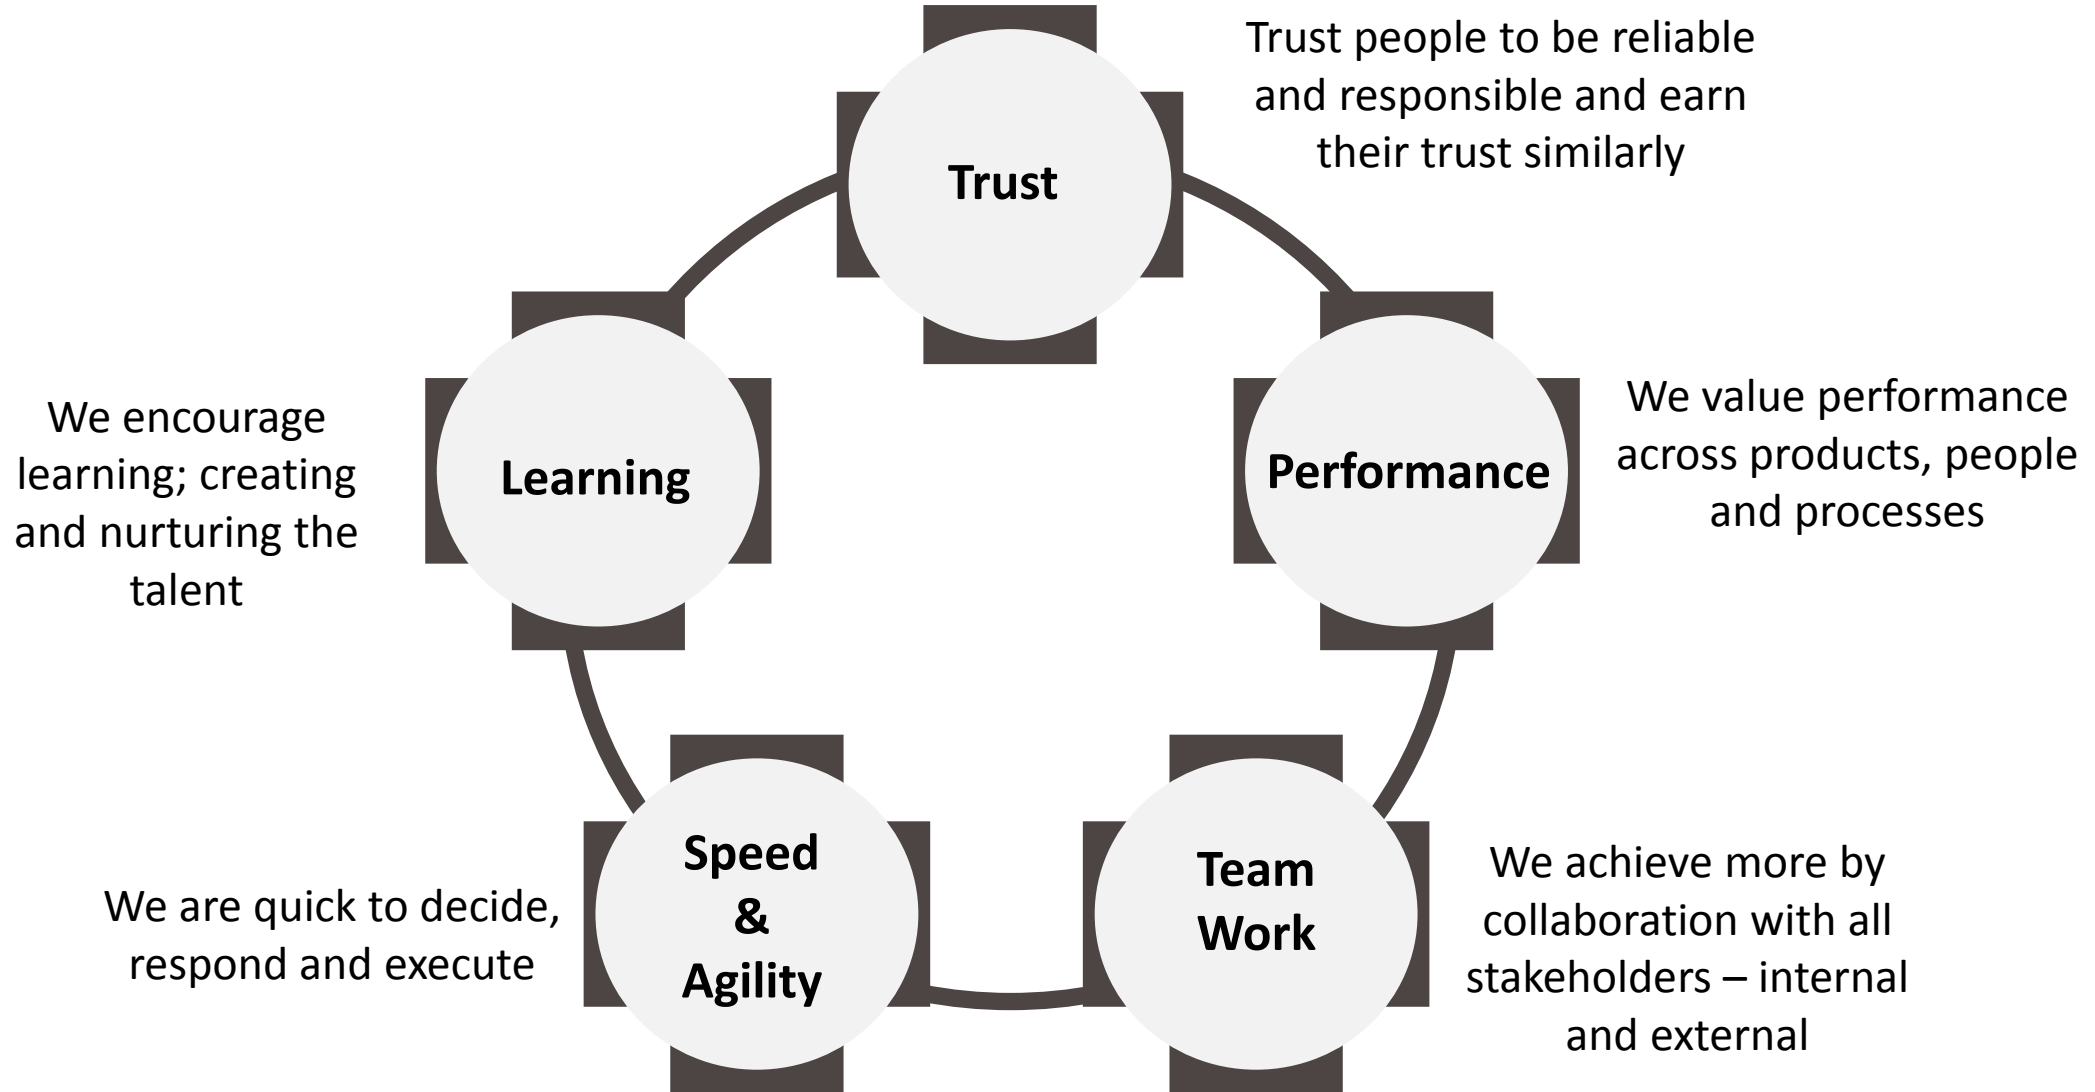 Trust
Trust people to be reliable
and responsible and earn
their trust similarly
Performance
We value performance
across products, people
and processes
Team
Work
We achieve more by
collaboration with all
stakeholders – internal
and external
Speed
&
Agility
We are quick to decide,
respond and execute
Learning
We encourage
learning; creating
and nurturing the
talent